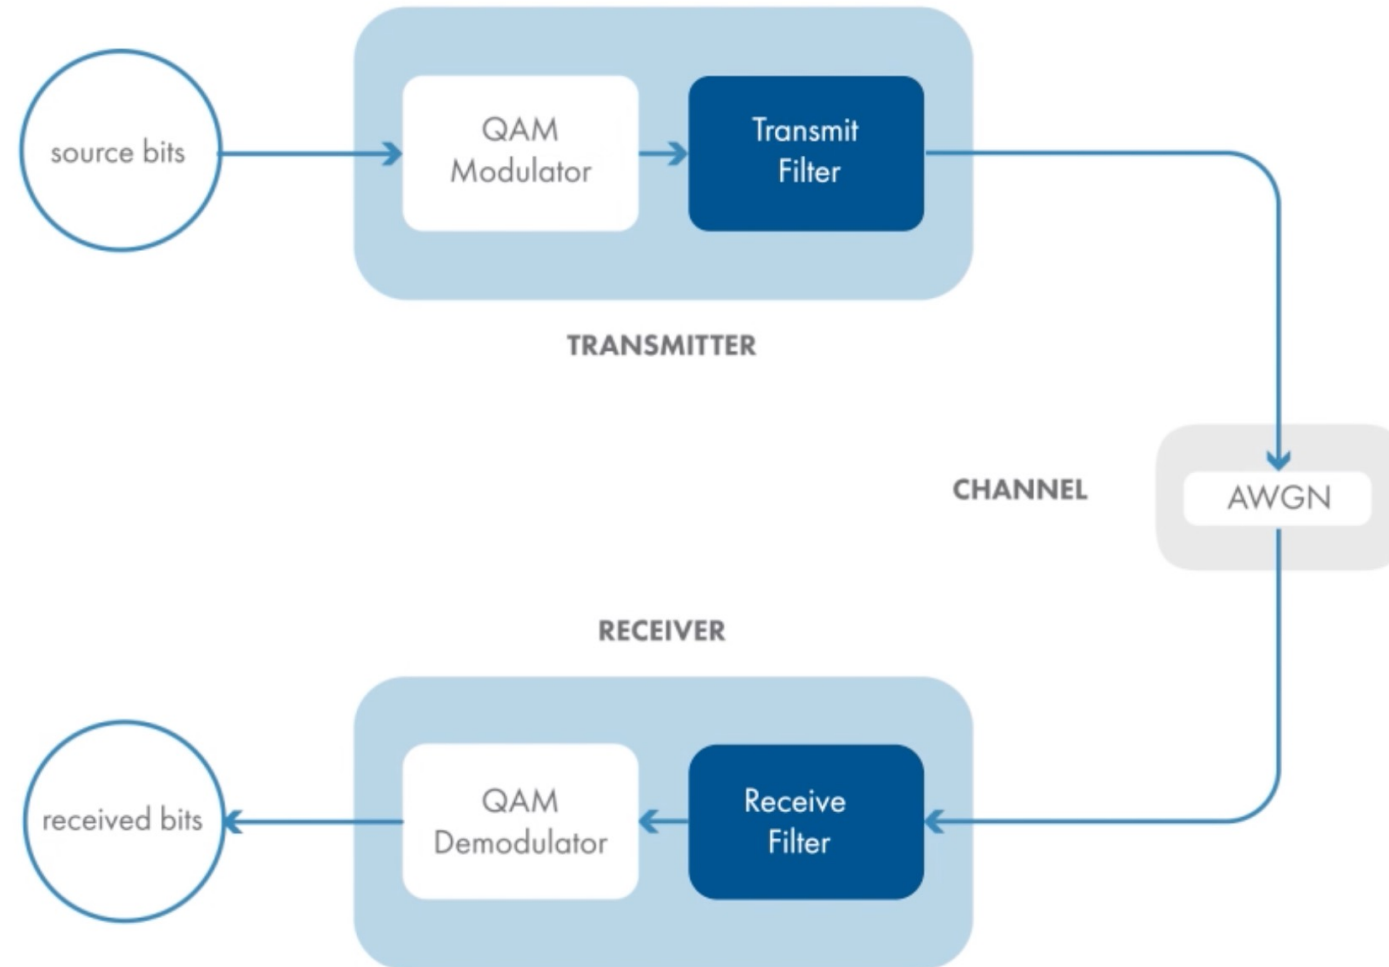 source bits
QAM
Modulator
Transmit
Filter
TRANSMITTER
CHANNEL
AWGN
RECEIVER
received bits
QAM
Demodulator
Receive
Filter